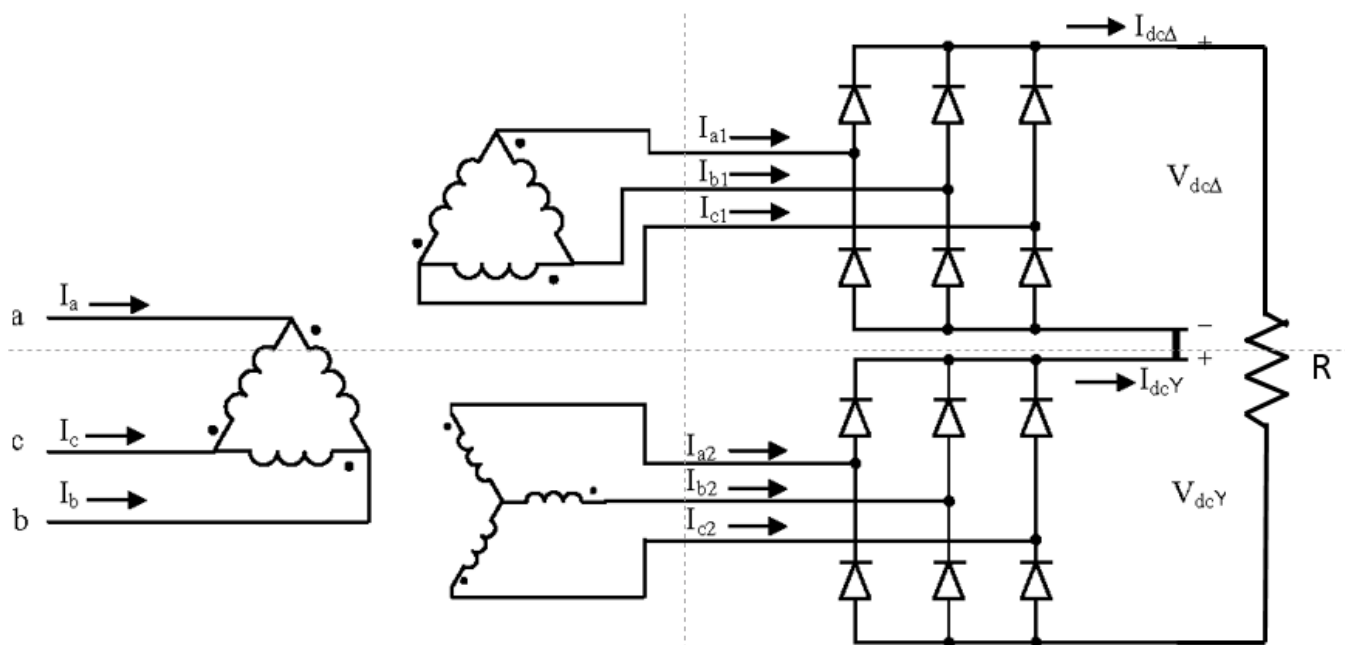 I_dcΔ
+
I_a1
I_b1
I_c1
V_dcΔ
I_a
a
−
+
I_dcY
R
I_c
c
I_a2
I_b2
V_dcY
I_b
b
I_c2